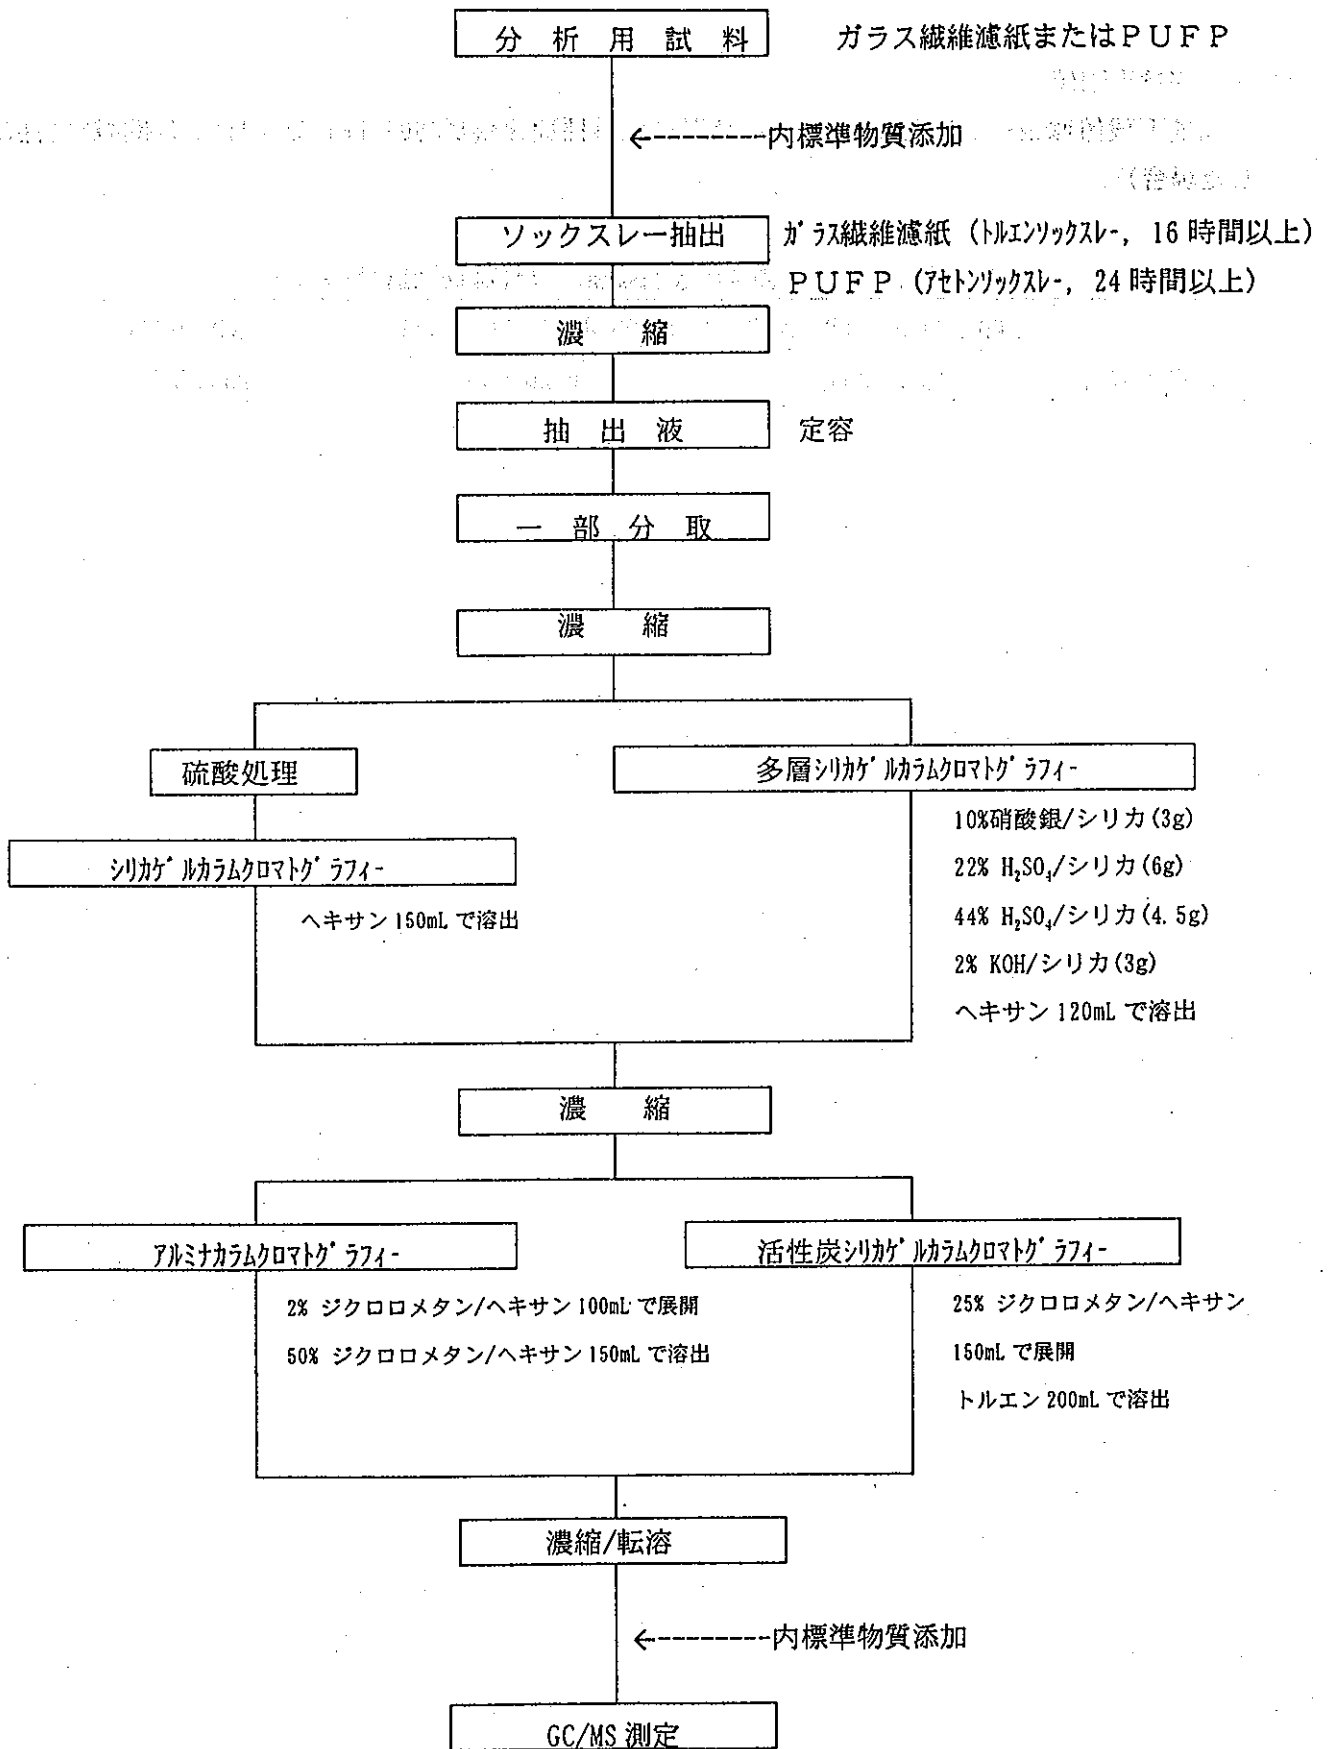 分析用試料
ガラス繊維濾紙またはPUFP
内標準物質添加
ソックスレー抽出
ガラス繊維濾紙 (トルエンソックスレー, 16時間以上)
PUFP (アセトンソックスレー, 24時間以上)
濃縮
抽出液
定容
一部分取
濃縮
硫酸処理
多層シリカゲルカラムクロマトグラフィー
10%硝酸銀/シリカ(3g)
シリカゲルカラムクロマトグラフィー
22% H₂SO₄/シリカ(6g)
ヘキサン150mLで溶出
44% H₂SO₄/シリカ(4.5g)
2% KOH/シリカ(3g)
ヘキサン120mLで溶出
濃縮
アルミナカラムクロマトグラフィー
活性炭シリカゲルカラムクロマトグラフィー
2% ジクロロメタン/ヘキサン100mLで展開
50% ジクロロメタン/ヘキサン150mLで溶出
25% ジクロロメタン/ヘキサン
150mLで展開
トルエン200mLで溶出
濃縮/転溶
内標準物質添加
GC/MS測定